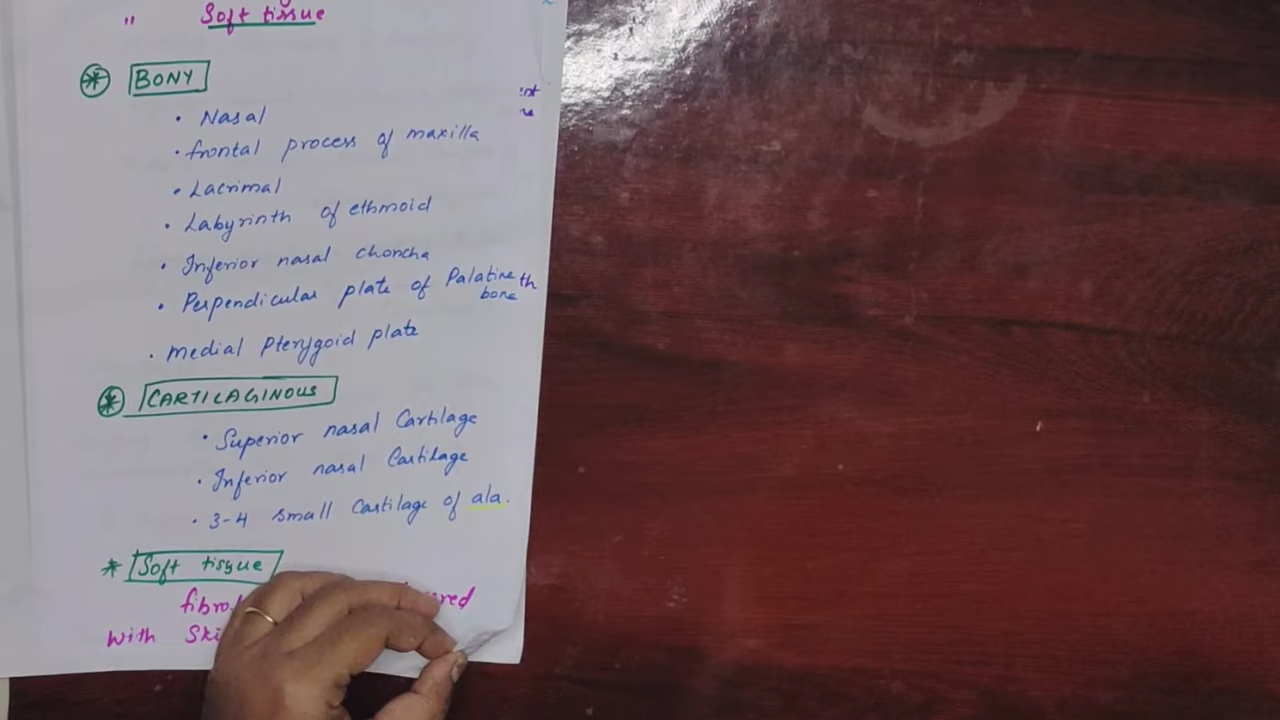 " Soft tissue
* BONY
• Nasal
• frontal process of maxilla
• Lacrimal
• Labyrinth of ethmoid
• Inferior nasal choncha
• Perpendicular plate of Palatine th
bone
• Medial Pterygoid plate
* CARTILAGINOUS
• Superior nasal Cartilage
• Inferior nasal Cartilage
• 3-4 small Cartilage of ala.
* Soft tissue
With